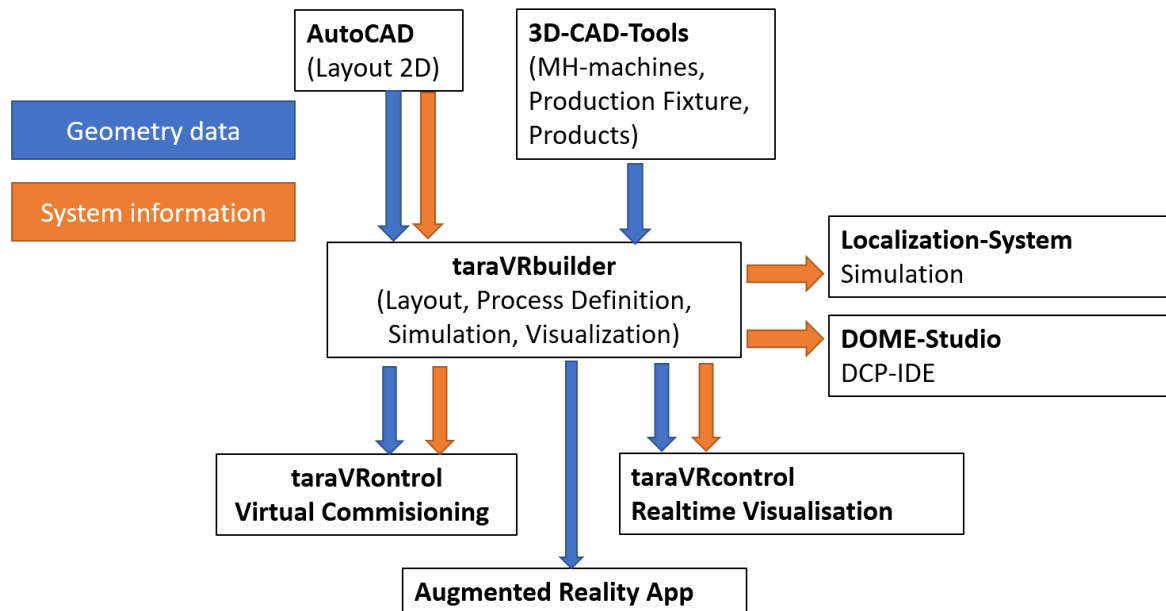 AutoCAD
(Layout 2D)
3D-CAD-Tools
(MH-machines,
Production Fixture,
Products)
Geometry data
System information
taraVRbuilder
(Layout, Process Definition,
Simulation, Visualization)
Localization-System
Simulation
DOME-Studio
DCP-IDE
taraVRontrol
Virtual Commisioning
taraVRcontrol
Realtime Visualisation
Augmented Reality App